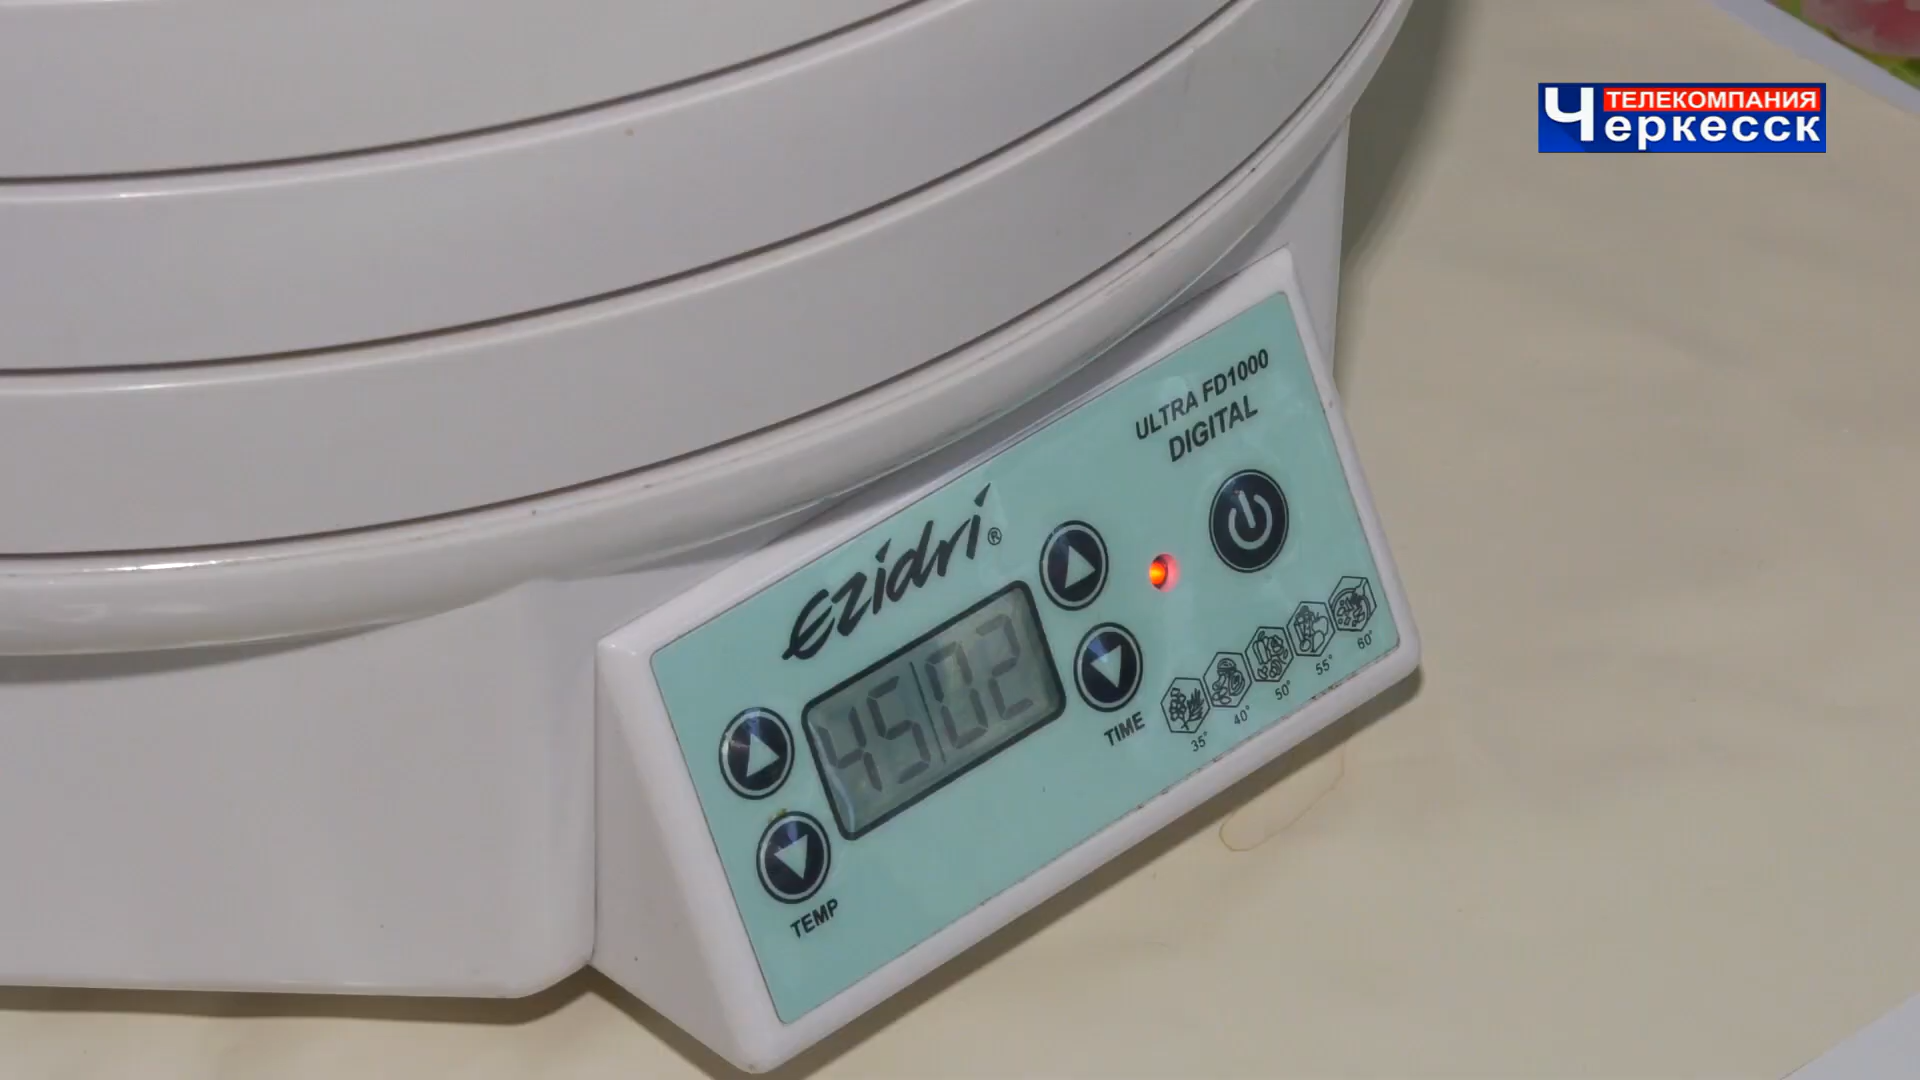 ТЕЛЕКОМПАНИЯ
Черкесск
ULTRA FD1000
DIGITAL
Ezidri®
45 02
TIME
TEMP
35°
40°
50°
55°
60°